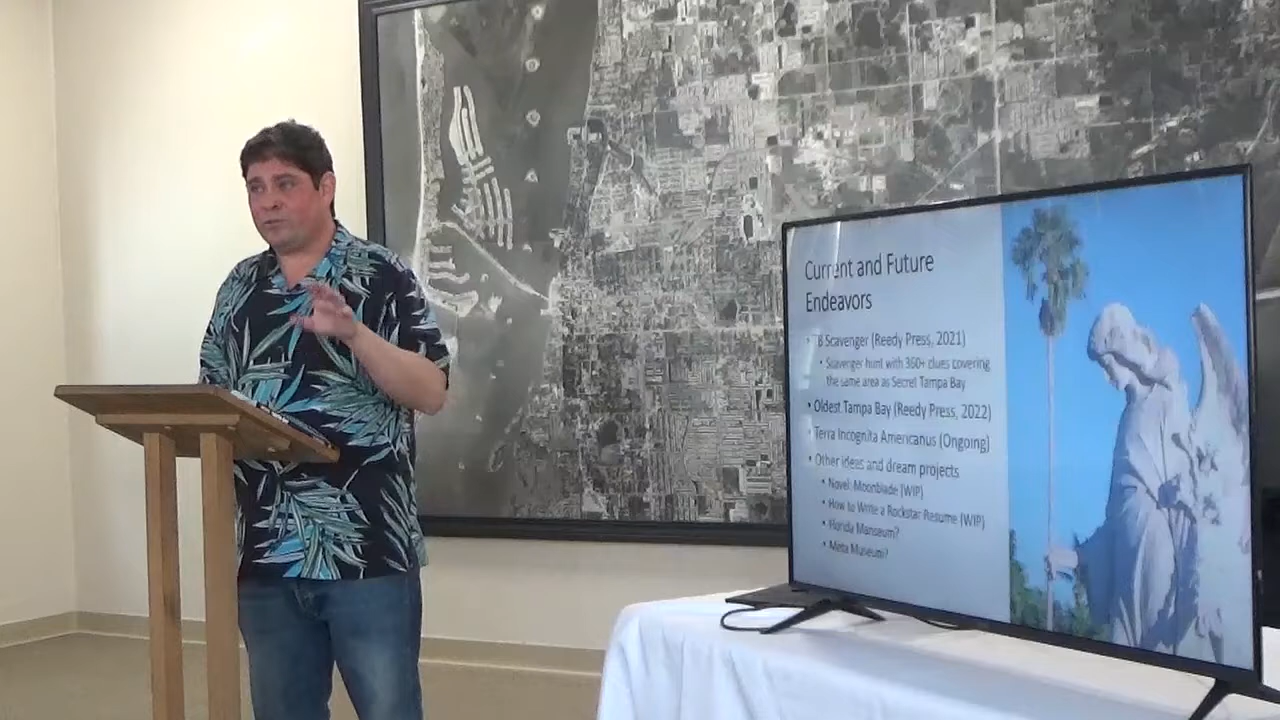 Current and Future
Endeavors
• TB Scavenger (Reedy Press, 2021)
• Scavenger hunt with 360+ clues covering
the same area as Secret Tampa Bay
• Oldest Tampa Bay (Reedy Press, 2022)
• Terra Incognita Americanus (Ongoing)
• Other ideas and dream projects
• Novel: Moonblade (WIP)
• How to Write a Rockstar Resume (WIP)
• Florida Manseum?
• Meta Museum?